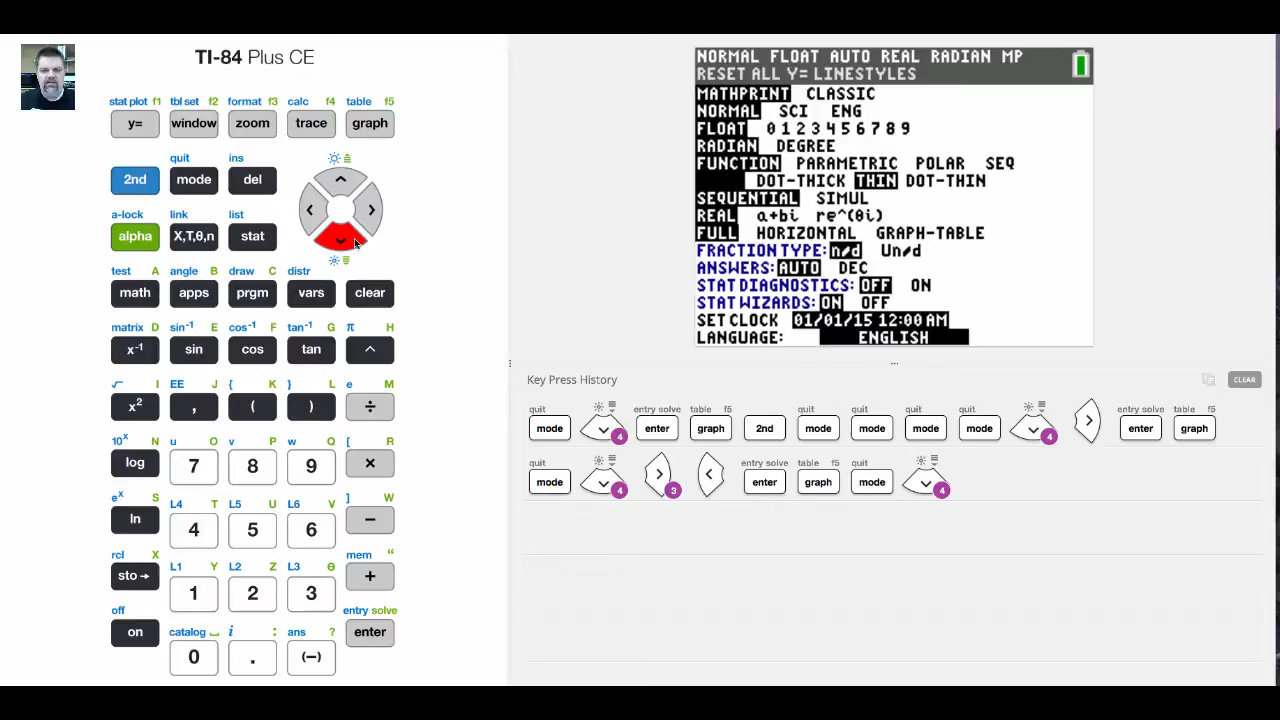 TI-84 Plus CE
stat plot f1 tbl set f2 format f3 calc f4 table f5
y= window zoom trace graph
quit ins
2nd mode del
a-lock link list
alpha X,T,θ,n stat
test A angle B draw C distr
math apps prgm vars clear
matrix D sin⁻¹ E cos⁻¹ F tan⁻¹ G π H
x⁻¹ sin cos tan ^
√ I EE J { K } L e M
x² , ( ) ÷
10ˣ N u O v P w Q [ R
log 7 8 9 ×
eˣ S L4 T L5 U L6 V ] W
ln 4 5 6 −
rcl X L1 Y L2 Z L3 θ mem “
sto→ 1 2 3 +
off catalog ␣ i : ans ? entry solve
on 0 . (−) enter
NORMAL FLOAT AUTO REAL RADIAN MP
RESET ALL Y= LINESTYLES
MATHPRINT CLASSIC
NORMAL SCI ENG
FLOAT 0 1 2 3 4 5 6 7 8 9
RADIAN DEGREE
FUNCTION PARAMETRIC POLAR SEQ
DOT-THICK THIN DOT-THIN
SEQUENTIAL SIMUL
REAL a+bi re^(θi)
FULL HORIZONTAL GRAPH-TABLE
FRACTION TYPE: n/d Un/d
ANSWERS: AUTO DEC
STAT DIAGNOSTICS: OFF ON
STAT WIZARDS: ON OFF
SET CLOCK 01/01/15 12:00 AM
LANGUAGE: ENGLISH
...
Key Press History CLEAR
quit entry solve table f5 quit quit quit quit entry solve table f5
mode 4 enter graph 2nd mode mode mode mode 4 enter graph
quit entry solve table f5 quit
mode 4 3 enter graph mode 4